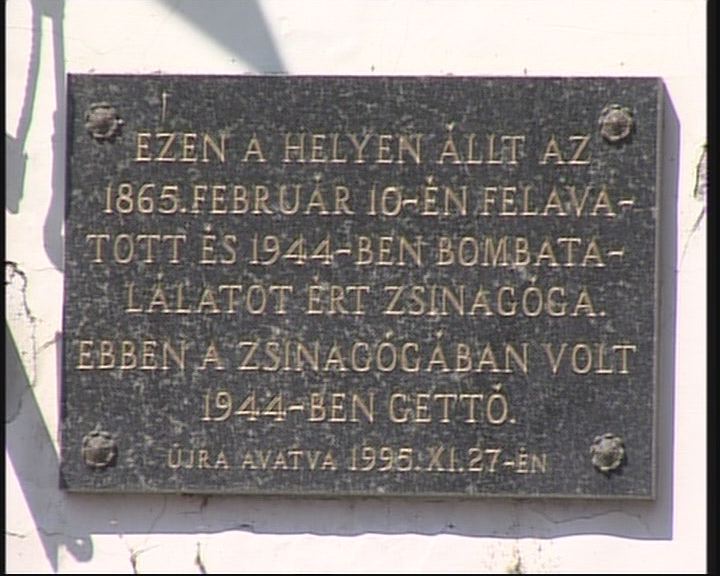 EZEN A HELYEN ÁLLT AZ
1865.FEBRUÁR 10-ÉN FELAVA-
TOTT ÉS 1944-BEN BOMBATA-
LÁLATOT ÉRT ZSINAGÓGA.
EBBEN A ZSINAGÓGÁBAN VOLT
1944-BEN GETTÓ.
ÚJRA AVATVA 1995.XI.27-ÉN